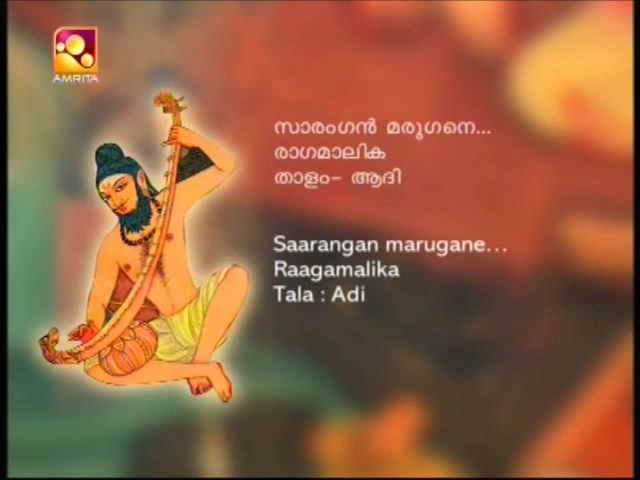 AMRITA
സാരംഗൻ മരുഗനെ...
രാഗമാലിക
താളം- ആദി
Saarangan marugane...
Raagamalika
Tala : Adi